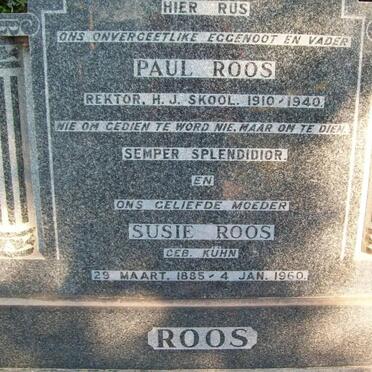 HIER RUS
ONS ONVERGEETLIKE EGGENOOT EN VADER
PAUL ROOS
REKTOR. H. J. SKOOL. 1910-1940.
NIE OM GEDIEN TE WORD NIE, MAAR OM TE DIEN.
SEMPER SPLENDIDIOR.
EN
ONS GELIEFDE MOEDER
SUSIE ROOS
GEB. KÜHN
29 MAART. 1885 - 4 JAN. 1960.
ROOS